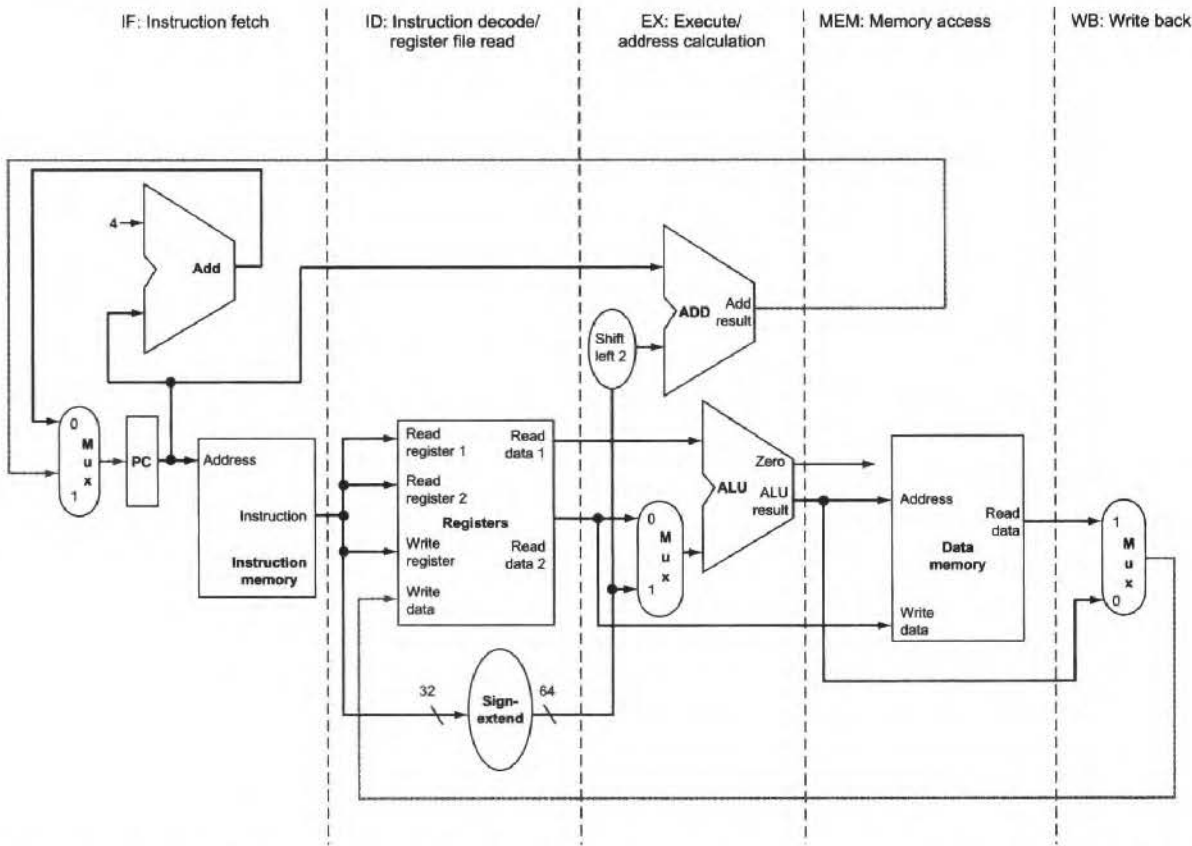 IF: Instruction fetch
ID: Instruction decode/
register file read
EX: Execute/
address calculation
MEM: Memory access
WB: Write back
4
Add
ADD
Add
result
Shift
left 2
0
M
u
x
1
PC
Address
Instruction
Instruction
memory
Read
register 1
Read
data 1
Read
register 2
Registers
Write
register
Read
data 2
Write
data
0
M
u
x
1
Zero
ALU
ALU
result
Address
Read
data
Data
memory
Write
data
1
M
u
x
0
32
Sign-
extend
64